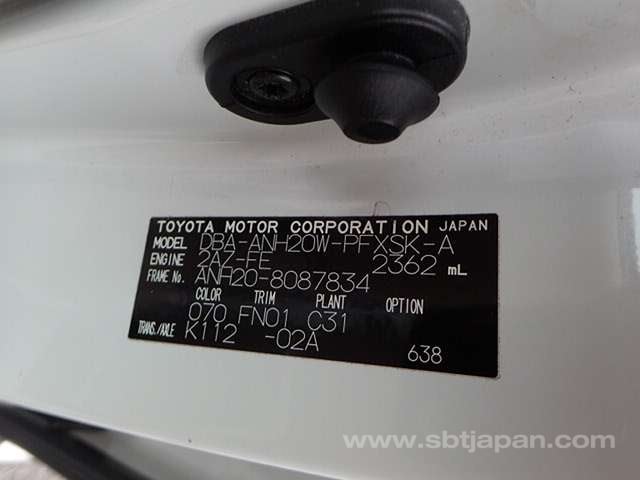 TOYOTA MOTOR CORPORATION JAPAN
MODEL DBA-ANH20W-PFXSK-A
ENGINE 2AZ-FE 2362 mL
FRAME No. ANH20-8087834
COLOR TRIM PLANT OPTION
070 FN01 C31
TRANS./AXLE K112 -02A
638
www.sbtjapan.com